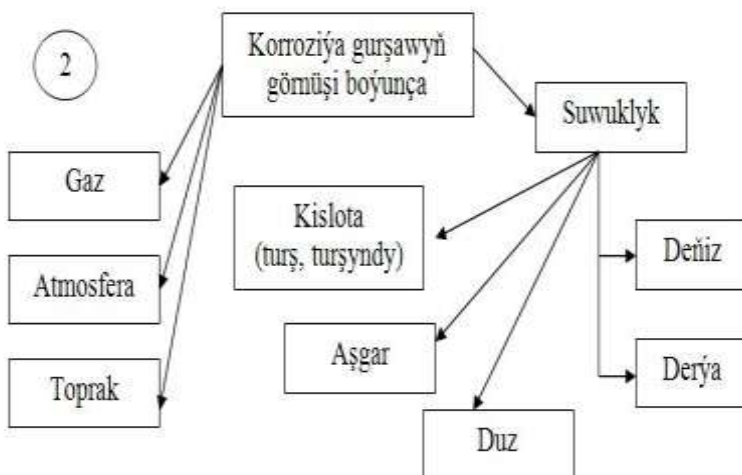 2
Korroziýa gurşawyň
görnüşi boýunça
Suwuklyk
Gaz
Atmosfera
Toprak
Kislota
(turş, turşyndy)
Aşgar
Duz
Deňiz
Derýa